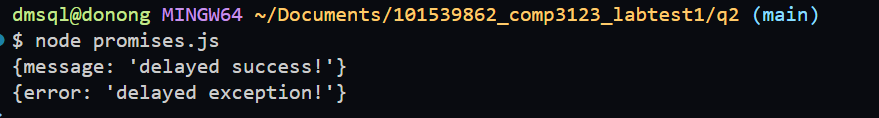 dmsql@donong MINGW64 ~/Documents/101539862_comp3123_labtest1/q2 (main)
$ node promises.js
{message: 'delayed success!'}
{error: 'delayed exception!'}